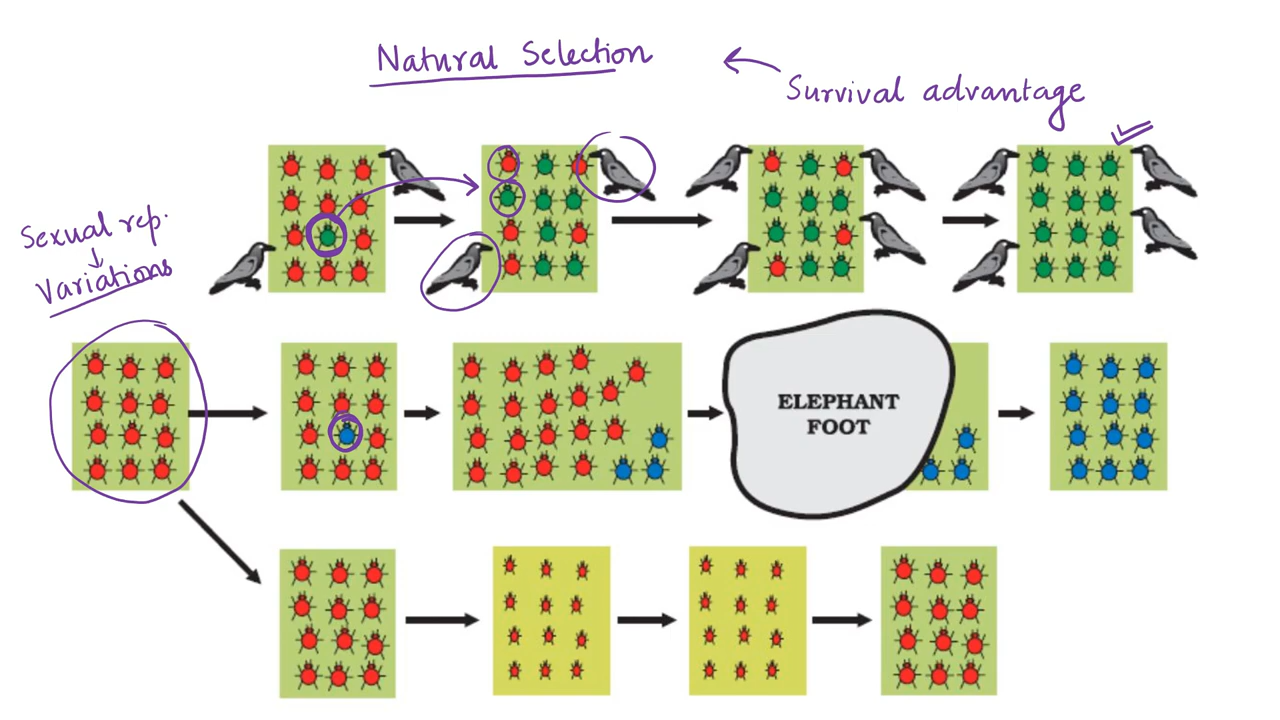 Natural Selection
Survival advantage
Sexual rep.
Variations
ELEPHANT
FOOT